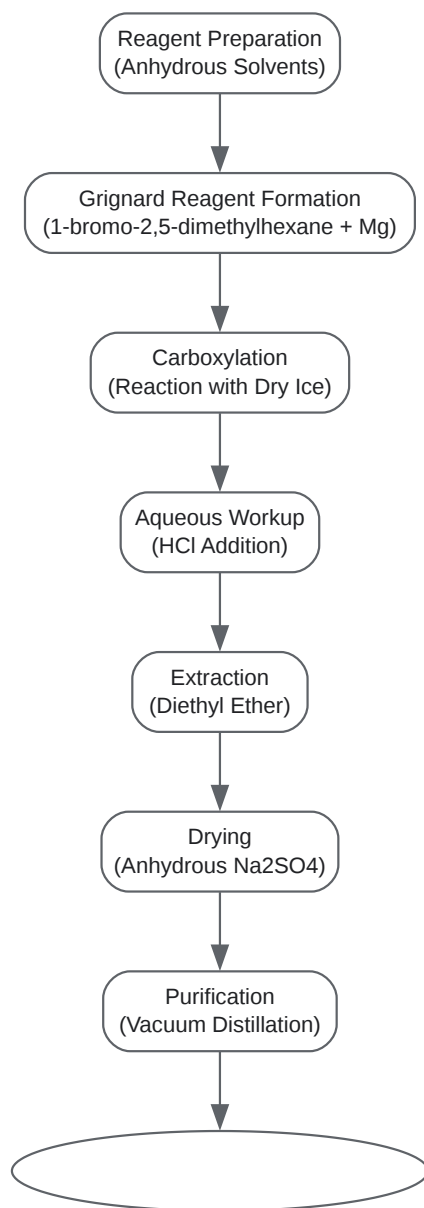 Reagent Preparation
(Anhydrous Solvents)
Grignard Reagent Formation
(1-bromo-2,5-dimethylhexane + Mg)
Carboxylation
(Reaction with Dry Ice)
Aqueous Workup
(HCl Addition)
Extraction
(Diethyl Ether)
Drying
(Anhydrous Na2SO4)
Purification
(Vacuum Distillation)